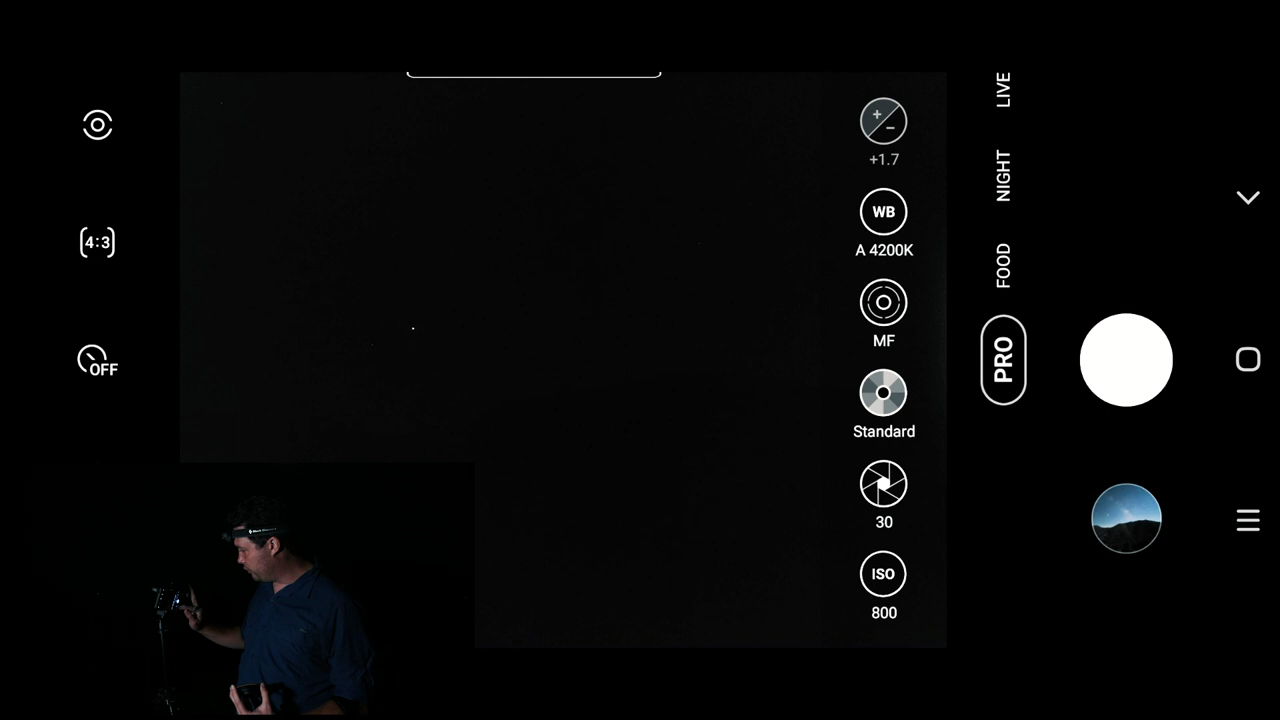 4:3
OFF
+1.7
WB
A 4200K
MF
Standard
30
ISO
800
LIVE
NIGHT
FOOD
PRO